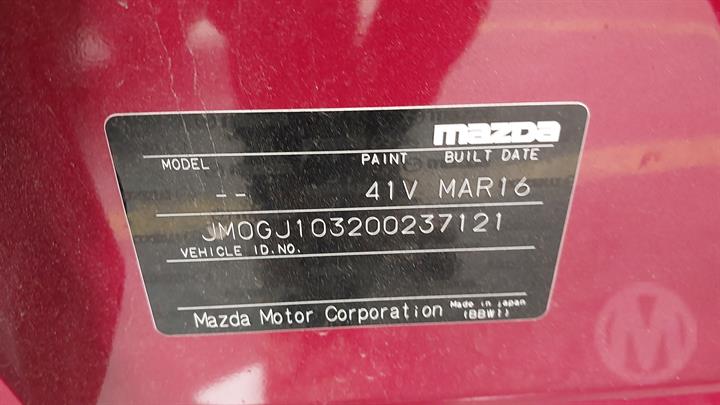 mazda
MODEL PAINT BUILT DATE
-- 41V MAR16
JM0GJ103200237121
VEHICLE ID.NO.
Mazda Motor Corporation Made in Japan
(BBW1)
M